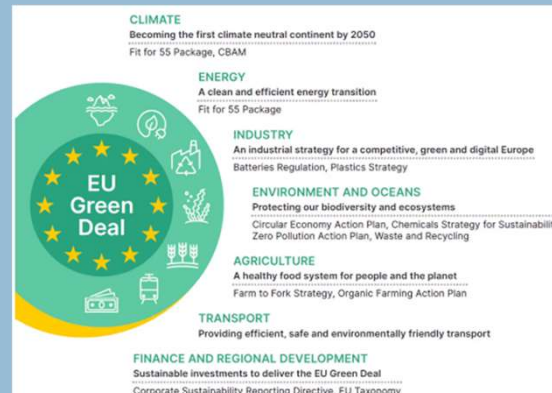 CLIMATE
Becoming the first climate neutral continent by 2050
Fit for 55 Package, CBAM
ENERGY
A clean and efficient energy transition
Fit for 55 Package
INDUSTRY
An industrial strategy for a competitive, green and digital Europe
Batteries Regulation, Plastics Strategy
EU
Green
Deal
ENVIRONMENT AND OCEANS
Protecting our biodiversity and ecosystems
Circular Economy Action Plan, Chemicals Strategy for Sustainabilit
Zero Pollution Action Plan, Waste and Recycling
AGRICULTURE
A healthy food system for people and the planet
Farm to Fork Strategy, Organic Farming Action Plan
TRANSPORT
Providing efficient, safe and environmentally friendly transport
FINANCE AND REGIONAL DEVELOPMENT
Sustainable investments to deliver the EU Green Deal
Corporate Sustainability Reporting Directive, EU Taxonomy